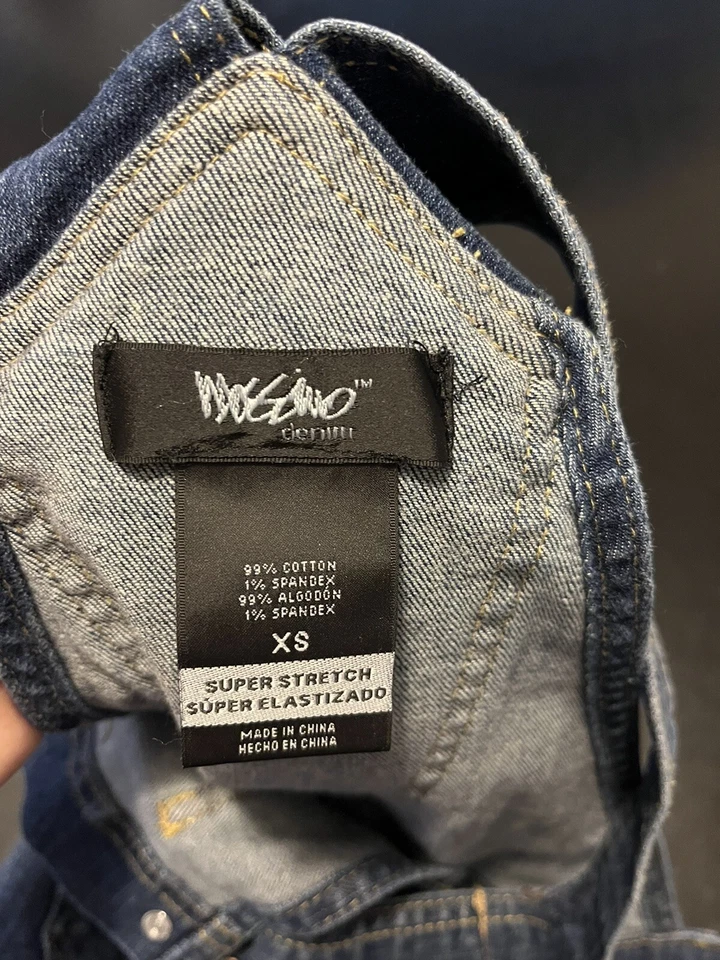 mossimo™
denim
99% COTTON
1% SPANDEX
99% ALGODÓN
1% SPANDEX
XS
SUPER STRETCH
SÚPER ELASTIZADO
MADE IN CHINA
HECHO EN CHINA